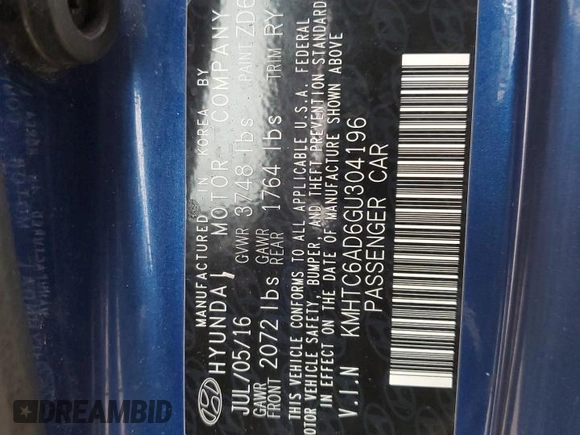 MANUFACTURED IN KOREA BY
HYUNDAI MOTOR COMPANY
JUL/05/16 GVWR 3748 lbs PAINT ZD6
GAWR FRONT 2072 lbs GAWR REAR 1764 lbs TRIM RY
THIS VEHICLE CONFORMS TO ALL APPLICABLE U.S.A. FEDERAL
MOTOR VEHICLE SAFETY, BUMPER, AND THEFT PREVENTION STANDARD
IN EFFECT ON THE DATE OF MANUFACTURE SHOWN ABOVE
V.I.N KMHTC6AD6GU304196
PASSENGER CAR
DREAMBID